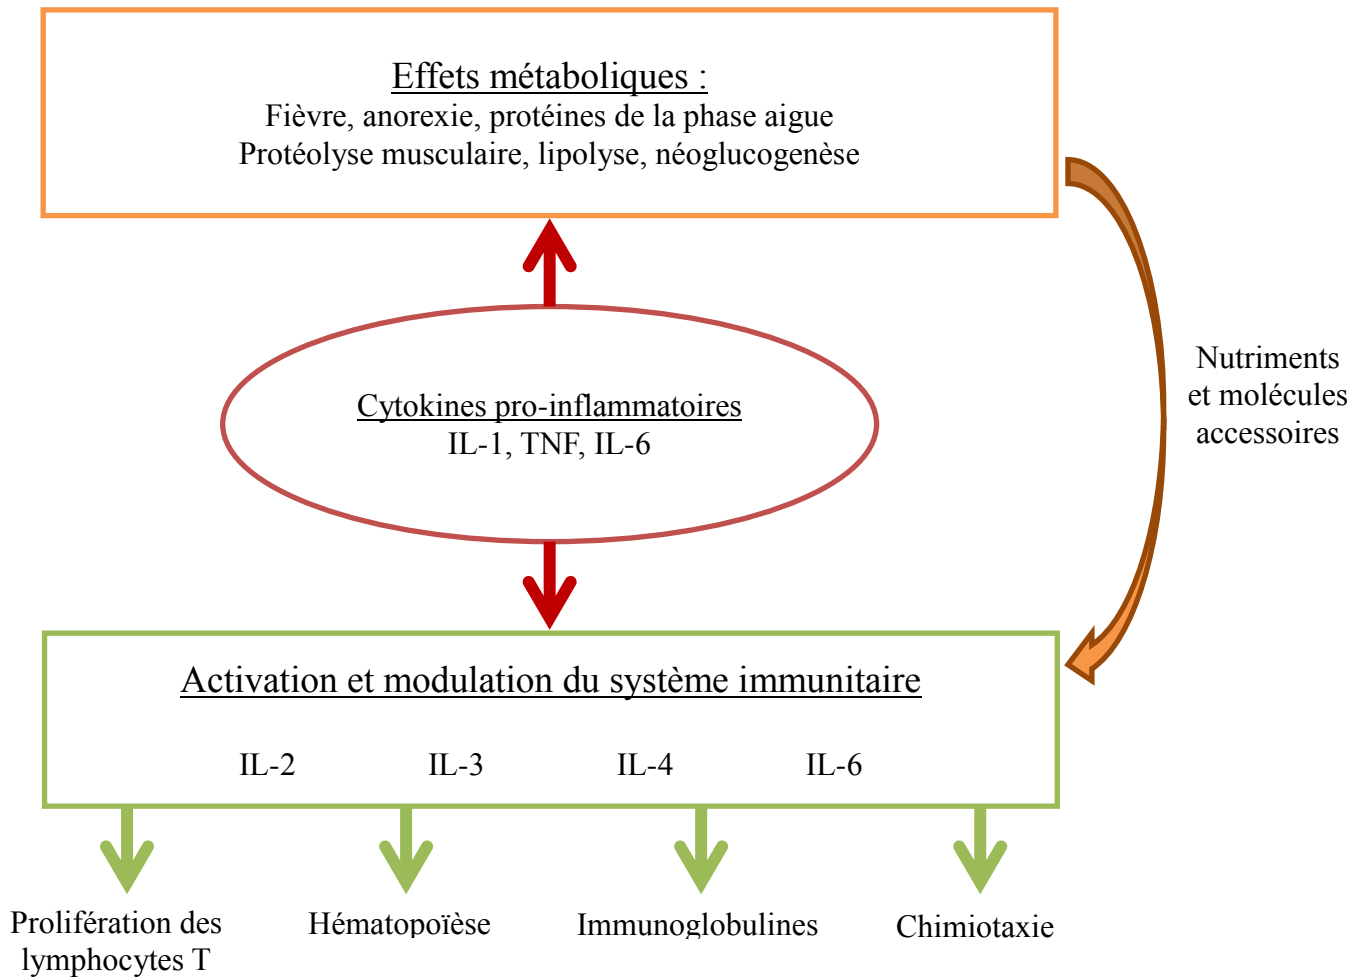 Effets métaboliques :
Fièvre, anorexie, protéines de la phase aigue
Protéolyse musculaire, lipolyse, néoglucogenèse
Cytokines pro-inflammatoires
IL-1, TNF, IL-6
Nutriments
et molécules
accessoires
Activation et modulation du système immunitaire
IL-2 IL-3 IL-4 IL-6
Prolifération des
lymphocytes T
Hématopoïèse
Immunoglobulines
Chimiotaxie